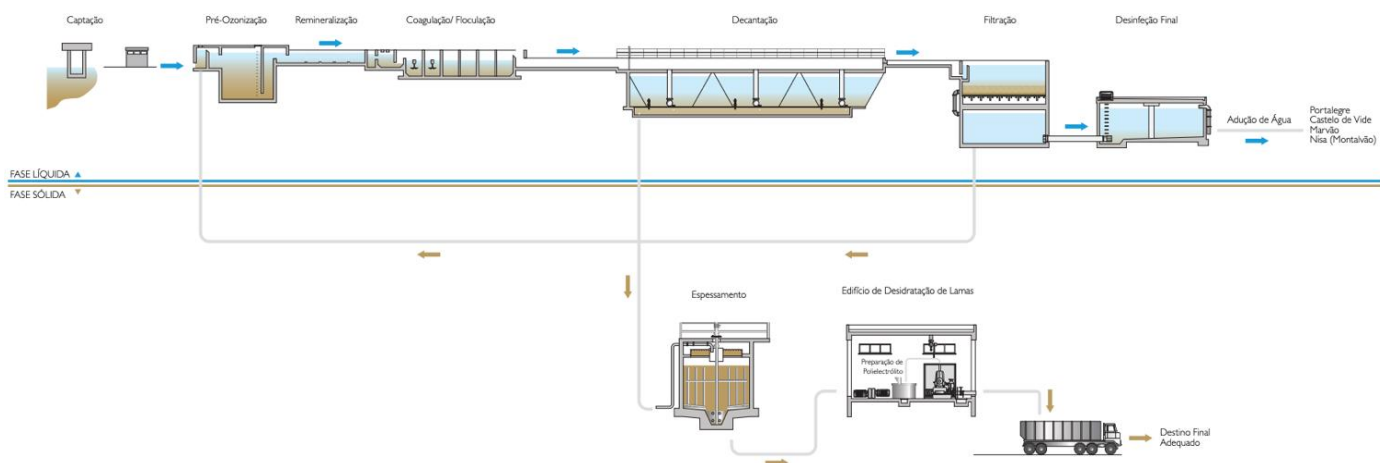 Captação
Pré-Ozonização
Remineralização
Coagulação/ Floculação
Decantação
Filtração
Desinfeção Final
Adução de Água
Portalegre
Castelo de Vide
Marvão
Nisa (Montalvão)
FASE LÍQUIDA
FASE SÓLIDA
Espessamento
Edifício de Desidratação de Lamas
Preparação de
Polielectrólito
Destino Final
Adequado